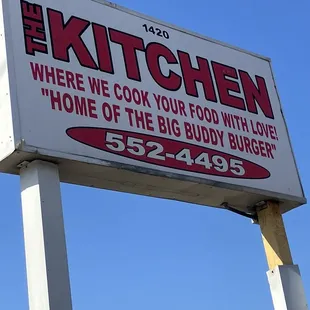 1420
THE KITCHEN
WHERE WE COOK YOUR FOOD WITH LOVE!
"HOME OF THE BIG BUDDY BURGER"
552-4495